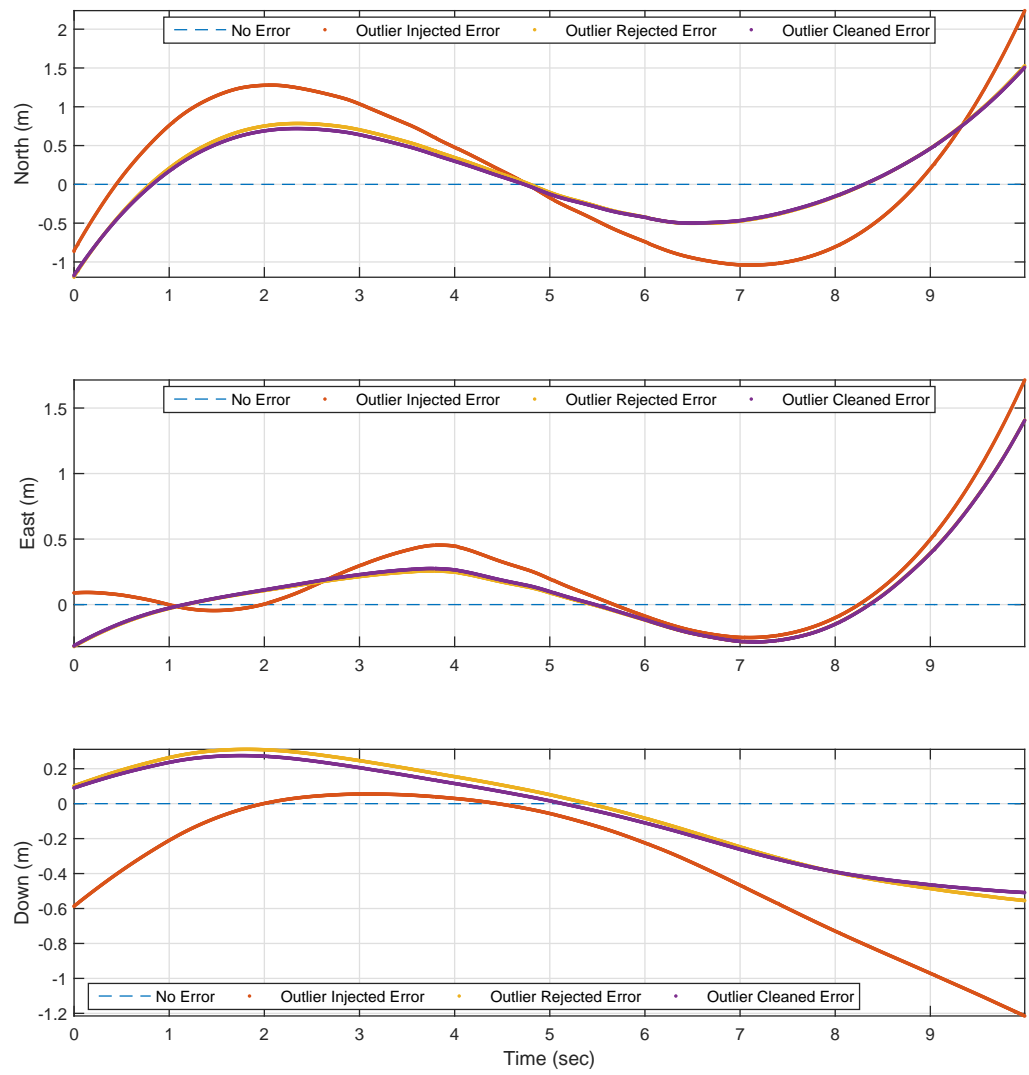 No Error Outlier Injected Error Outlier Rejected Error Outlier Cleaned Error
2
1.5
1
0.5
0
-0.5
-1
North (m)
0 1 2 3 4 5 6 7 8 9
No Error Outlier Injected Error Outlier Rejected Error Outlier Cleaned Error
1.5
1
0.5
0
East (m)
0 1 2 3 4 5 6 7 8 9
0.2
0
-0.2
-0.4
-0.6
-0.8
-1
-1.2
Down (m)
No Error Outlier Injected Error Outlier Rejected Error Outlier Cleaned Error
0 1 2 3 4 5 6 7 8 9
Time (sec)